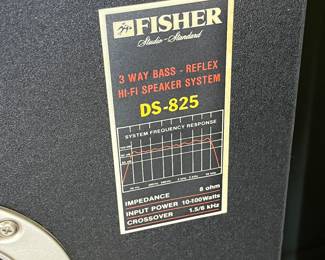 FISHER
Studio-Standard
3 WAY BASS - REFLEX
HI-FI SPEAKER SYSTEM
DS-825
SYSTEM FREQUENCY RESPONSE
IMPEDANCE 8 ohm
INPUT POWER 10-100Watts
CROSSOVER 1.5/6 kHz